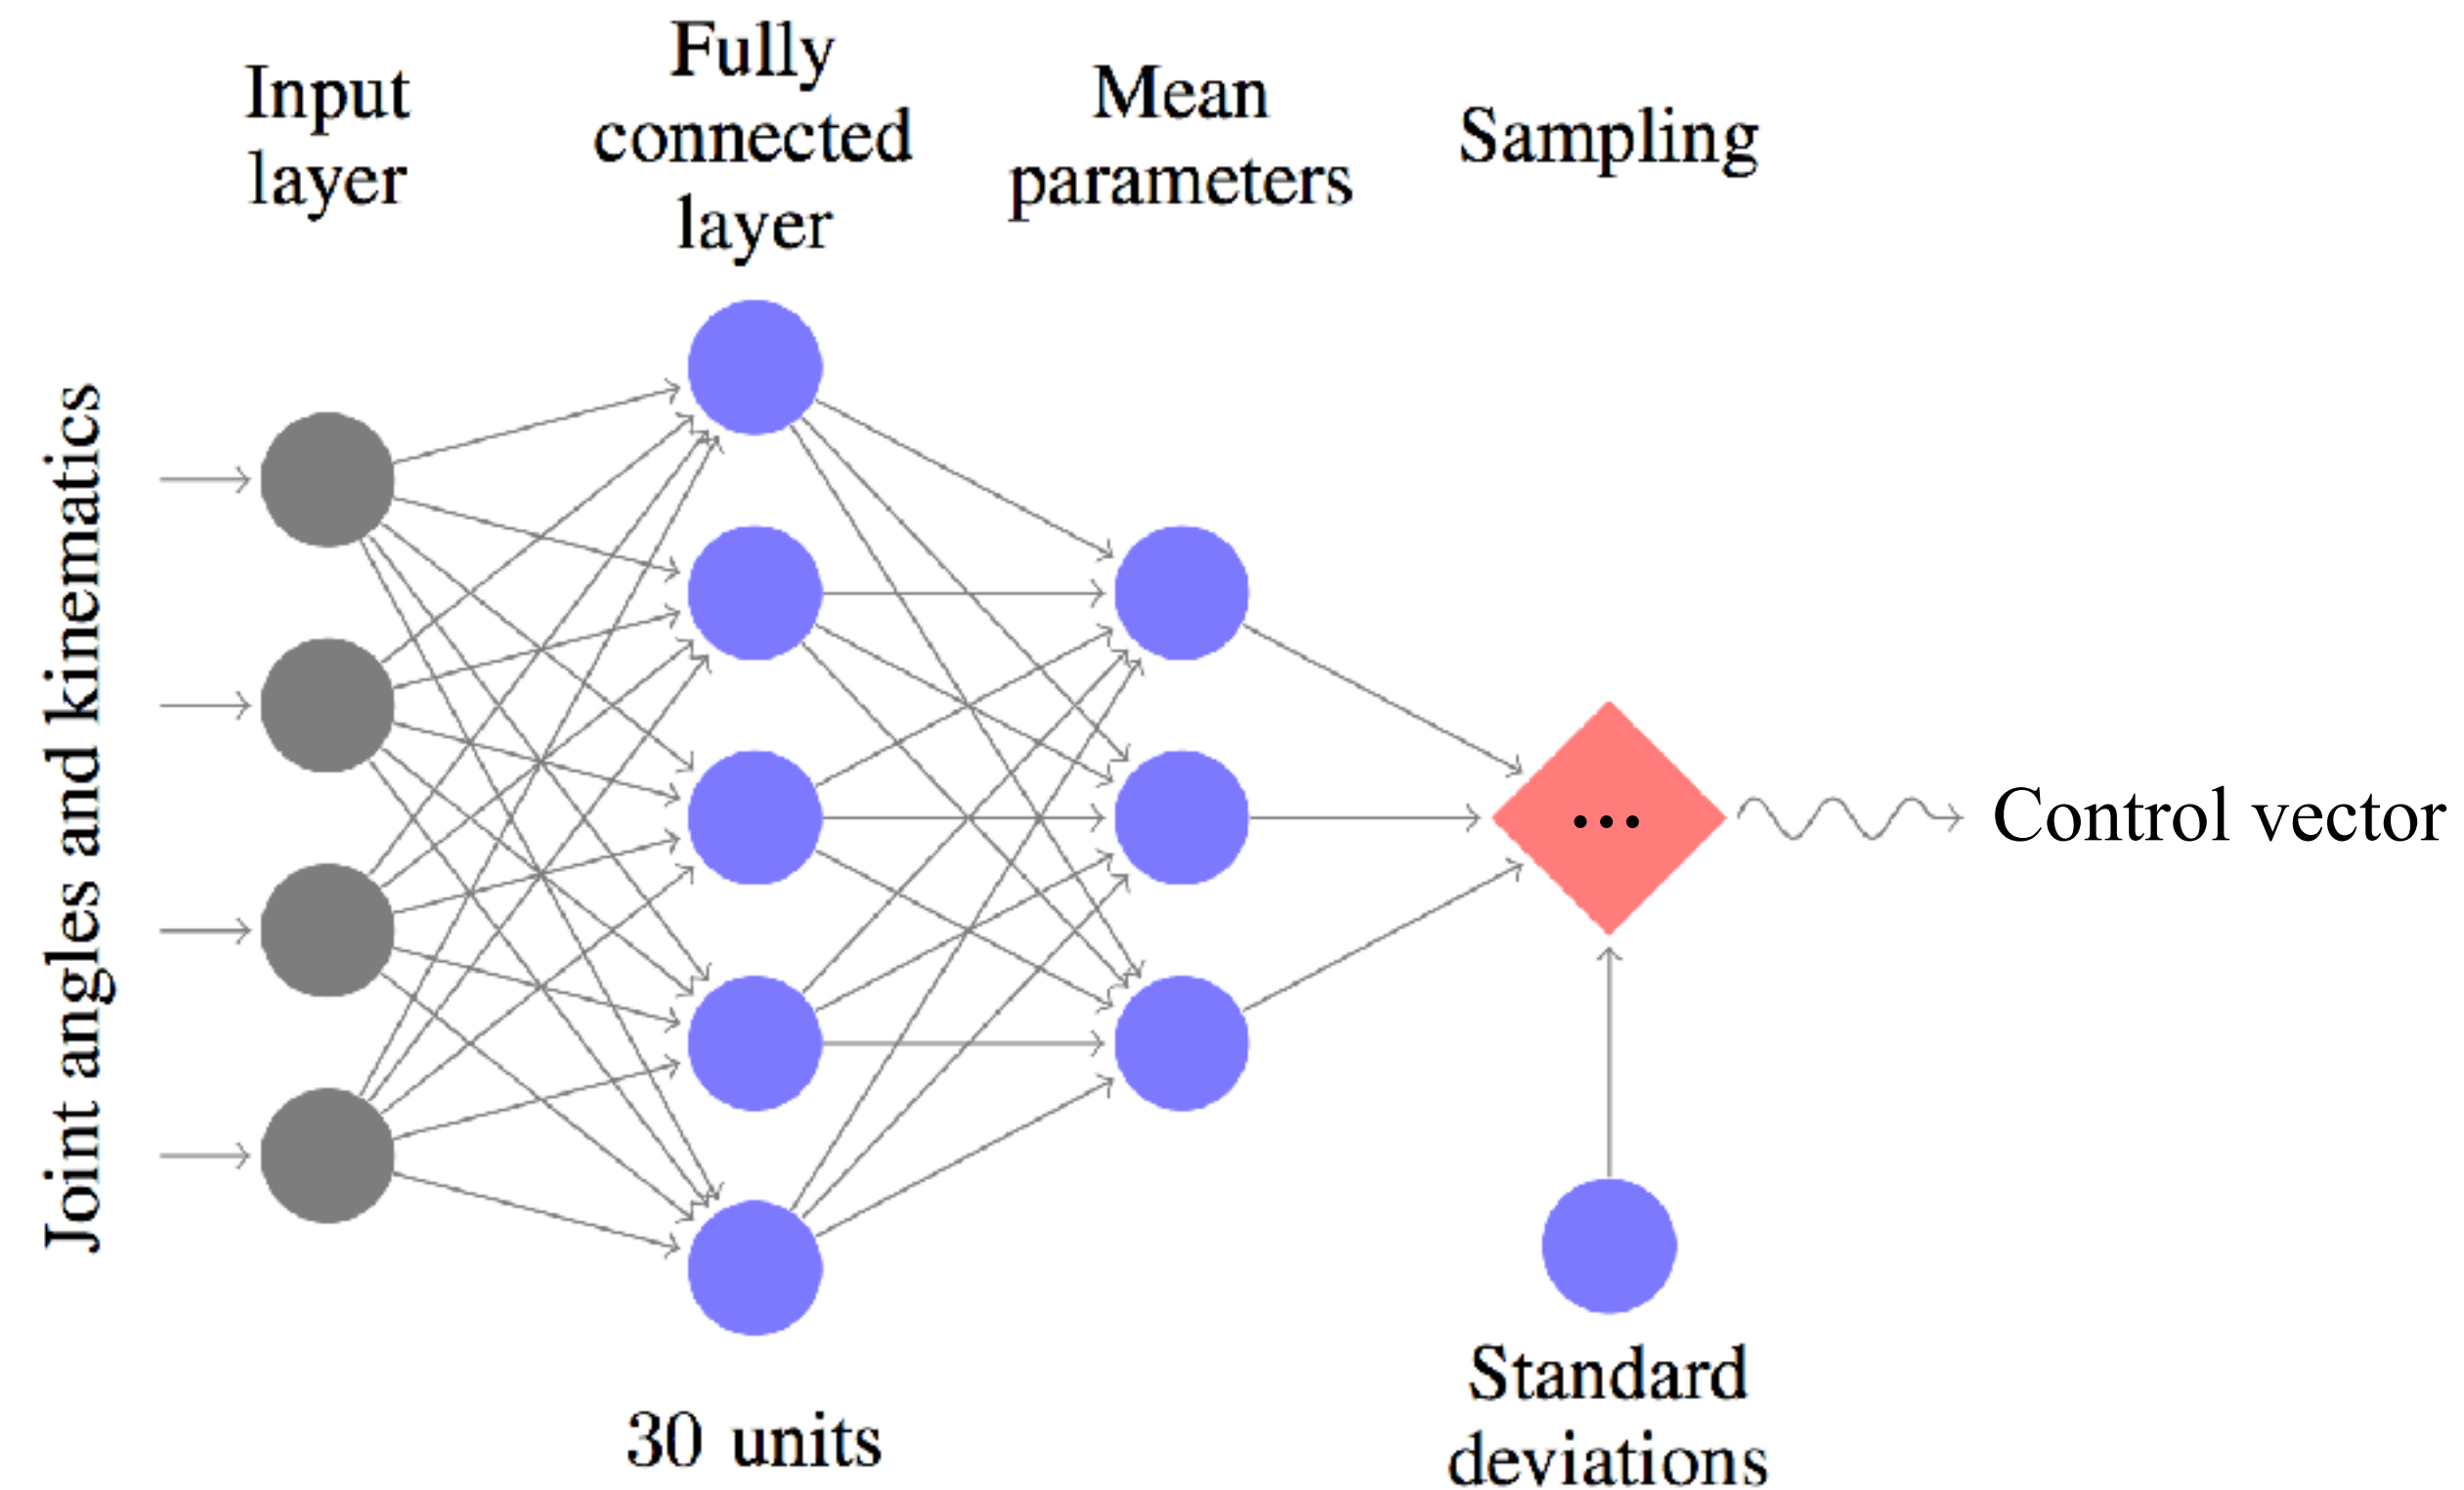 Input
layer
Fully
connected
layer
Mean
parameters
Sampling
Joint angles and kinematics
...
Control vector
30 units
Standard
deviations